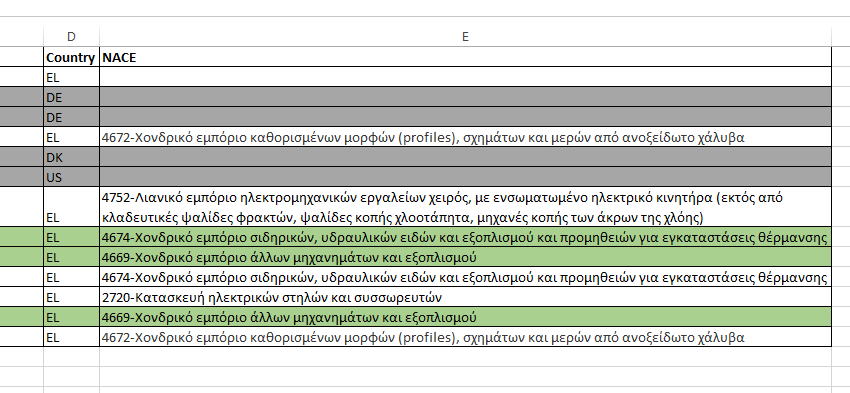 D E
Country NACE
EL
DE
DE
EL 4672-Χονδρικό εμπόριο καθορισμένων μορφών (profiles), σχημάτων και μερών από ανοξείδωτο χάλυβα
DK
US
4752-Λιανικό εμπόριο ηλεκτρομηχανικών εργαλείων χειρός, με ενσωματωμένο ηλεκτρικό κινητήρα (εκτός από
EL κλαδευτικές ψαλίδες φρακτών, ψαλίδες κοπής χλοοτάπητα, μηχανές κοπής των άκρων της χλόης)
EL 4674-Χονδρικό εμπόριο σιδηρικών, υδραυλικών ειδών και εξοπλισμού και προμηθειών για εγκαταστάσεις θέρμανσης
EL 4669-Χονδρικό εμπόριο άλλων μηχανημάτων και εξοπλισμού
EL 4674-Χονδρικό εμπόριο σιδηρικών, υδραυλικών ειδών και εξοπλισμού και προμηθειών για εγκαταστάσεις θέρμανσης
EL 2720-Κατασκευή ηλεκτρικών στηλών και συσσωρευτών
EL 4669-Χονδρικό εμπόριο άλλων μηχανημάτων και εξοπλισμού
EL 4672-Χονδρικό εμπόριο καθορισμένων μορφών (profiles), σχημάτων και μερών από ανοξείδωτο χάλυβα